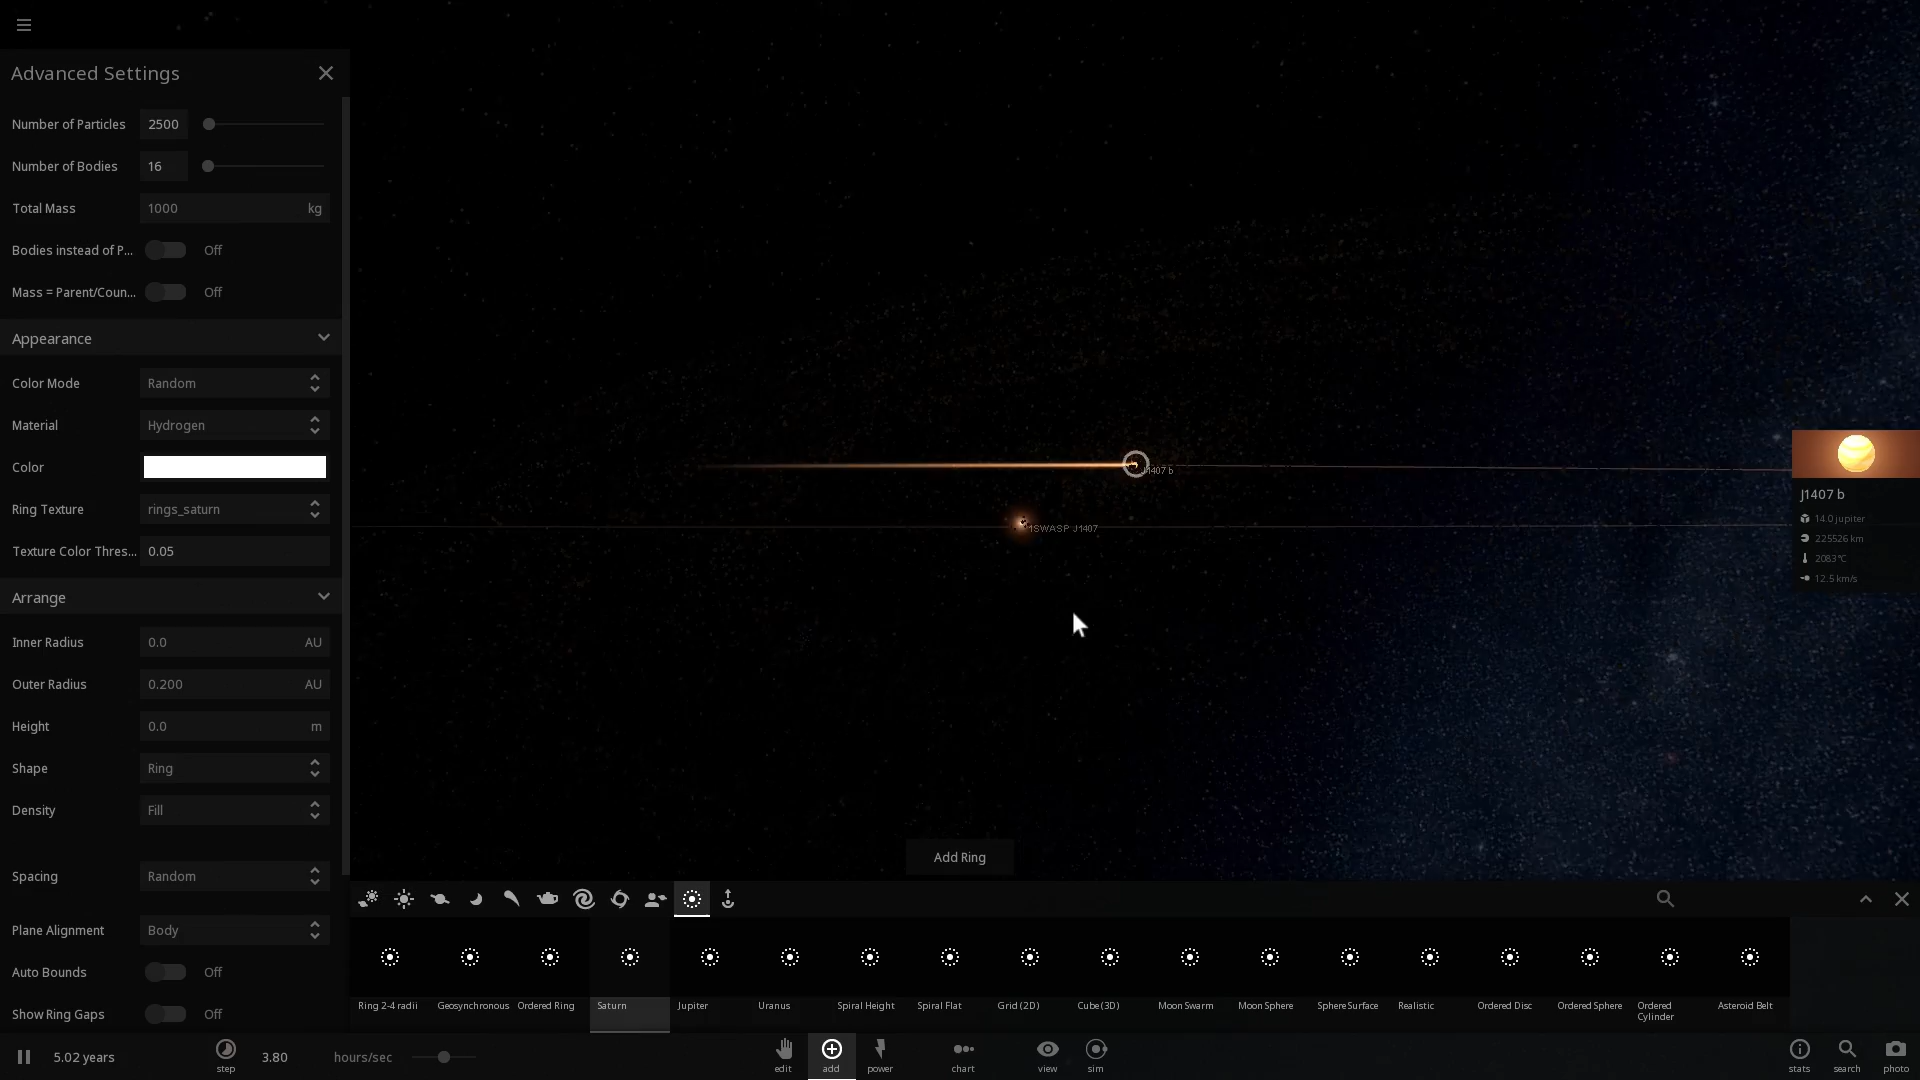 Advanced Settings
Number of Particles 2500
Number of Bodies 16
Total Mass 1000 kg
Bodies instead of P... Off
Mass = Parent/Coun... Off
Appearance
Color Mode Random
Material Hydrogen
Color
Ring Texture rings_saturn
Texture Color Thres... 0.05
Arrange
Inner Radius 0.0 AU
Outer Radius 0.200 AU
Height 0.0 m
Shape Ring
Density Fill
Spacing Random
Plane Alignment Body
Auto Bounds Off
Show Ring Gaps Off
J1407 b
1SWASP J1407
J1407 b
14.0 jupiter
225526 km
2083°C
12.5 km/s
Add Ring
Ring 2-4 radii Geosynchronous Ordered Ring Saturn Jupiter Uranus Spiral Height Spiral Flat Grid (2D) Cube (3D) Moon Swarm Moon Sphere Sphere Surface Realistic Ordered Disc Ordered Sphere Ordered Cylinder Asteroid Belt
5.02 years step 3.80 hours/sec edit add power chart view sim stats search photo